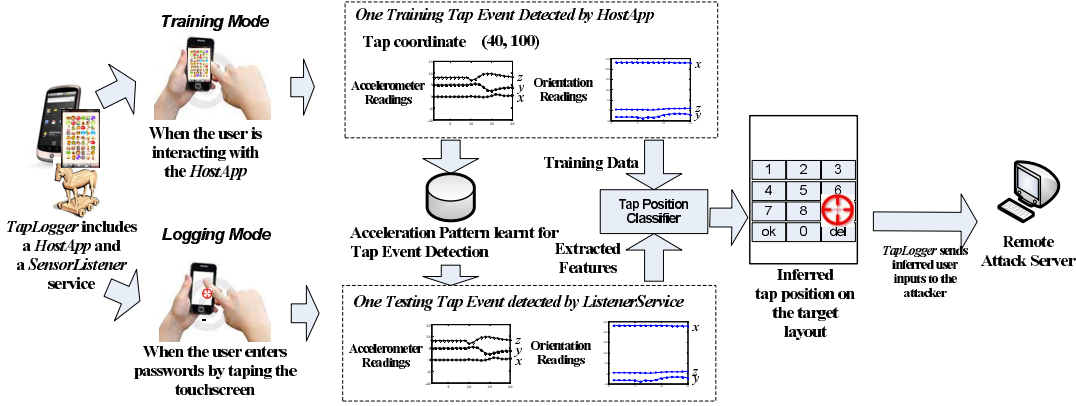 Training Mode
When the user is
interacting with
the HostApp
TapLogger includes
a HostApp and
a SensorListener
service
Logging Mode
When the user enters
passwords by taping the
touchscreen
One Training Tap Event Detected by HostApp
Tap coordinate (40, 100)
Accelerometer
Readings
z
y
x
Orientation
Readings
x
z
y
Acceleration Pattern learnt for
Tap Event Detection
Training Data
Tap Position
Classifier
Extracted
Features
One Testing Tap Event detected by ListenerService
Accelerometer
Readings
z
y
x
Orientation
Readings
x
z
y
1 2 3
4 5 6
7 8
ok 0 del
Inferred
tap position on
the target
layout
TapLogger sends
inferred user
inputs to the
attacker
Remote
Attack Server